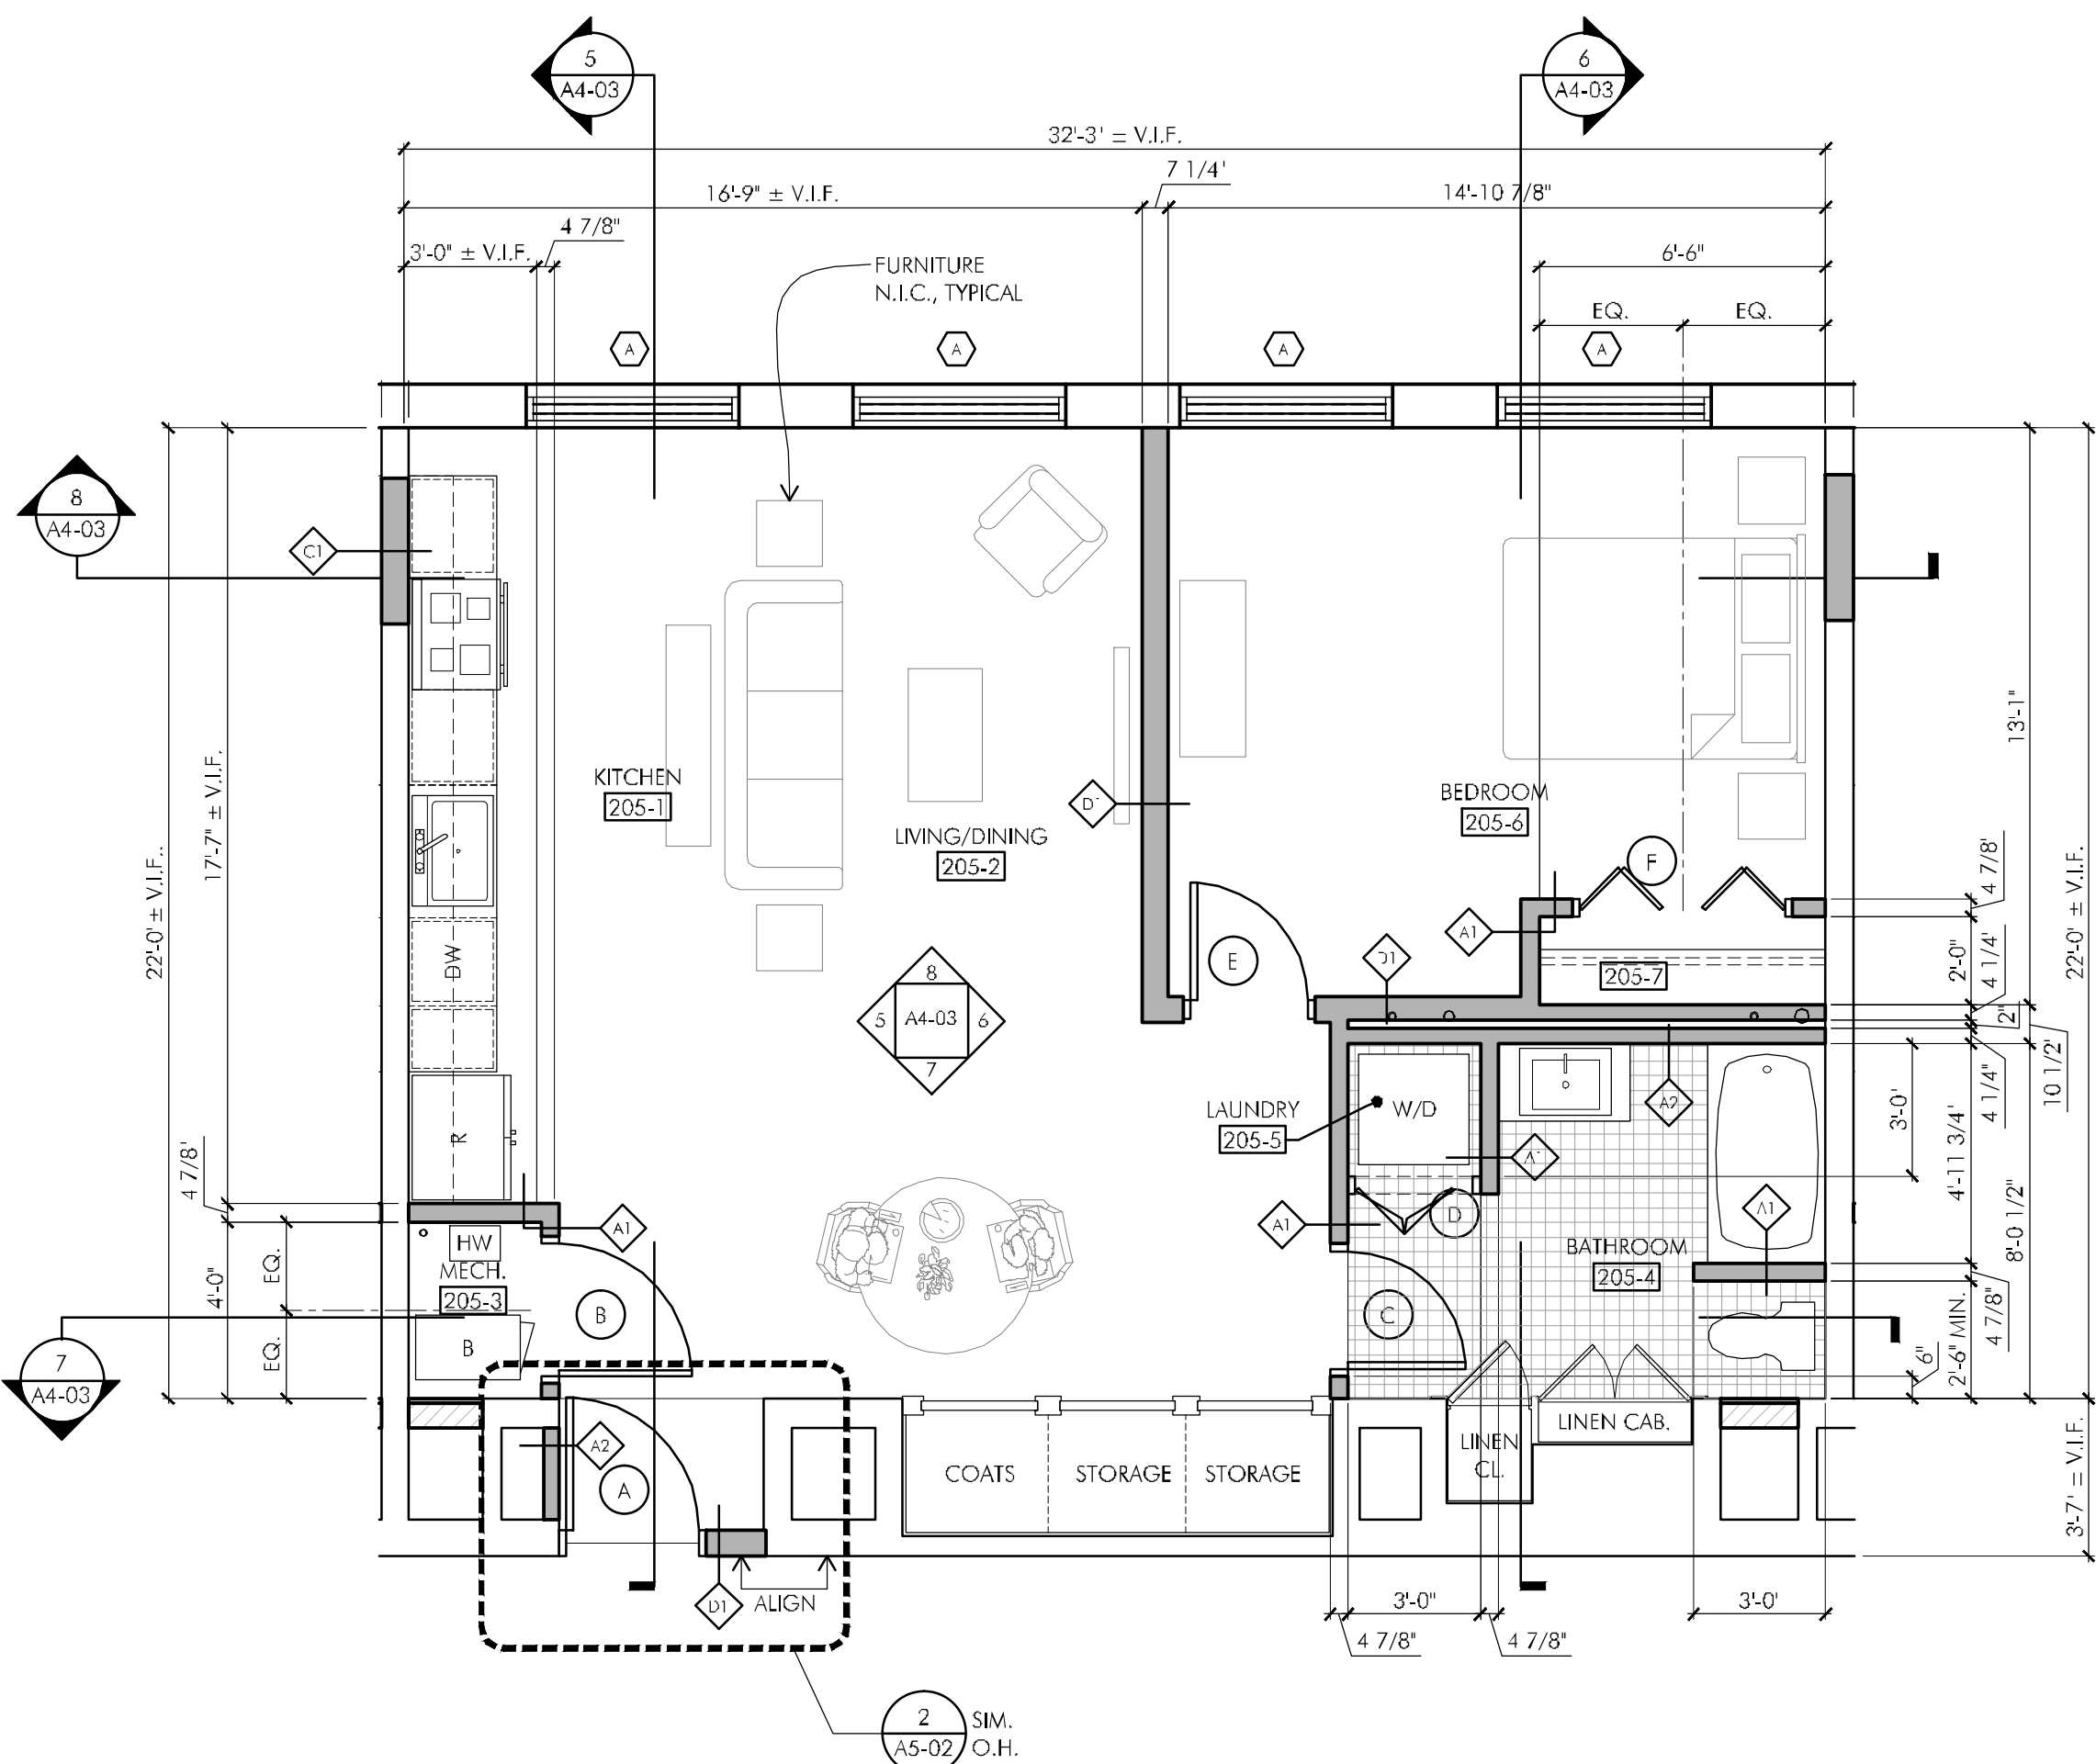 5
A4-03
6
A4-03
32'-3' = V.I.F.
7 1/4'
16'-9" ± V.I.F.
14'-10 7/8"
4 7/8"
3'-0" ± V.I.F.
6'-6"
FURNITURE
N.I.C., TYPICAL
EQ.
EQ.
A
A
A
A
8
A4-03
C1
13'-1"
17'-7" ± V.I.F.
22'-0' ± V.I.F..
KITCHEN
205-1
D1
BEDROOM
205-6
LIVING/DINING
205-2
F
4 7/8'
22'-0' ± V.I.F.
A1
E
D1
205-7
2'-0"
4 1/4'
2"
DW
8
5
A4-03
6
7
10 1/2'
4 1/4"
LAUNDRY
205-5
W/D
A2
3'-0'
4'-11 3/4'
R
A1
4 7/8'
A1
A1
D
A1
HW
MECH.
205-3
EQ.
4'-0"
EQ.
BATHROOM
205-4
8'-0 1/2"
4 7/8"
2'-6" MIN.
6"
B
C
B
7
A4-03
A2
A
COATS
STORAGE
STORAGE
LINEN
CL.
LINEN CAB.
3'-7' = V.I.F.
D1
ALIGN
3'-0"
3'-0'
4 7/8"
4 7/8"
2
A5-02
SIM.
O.H.